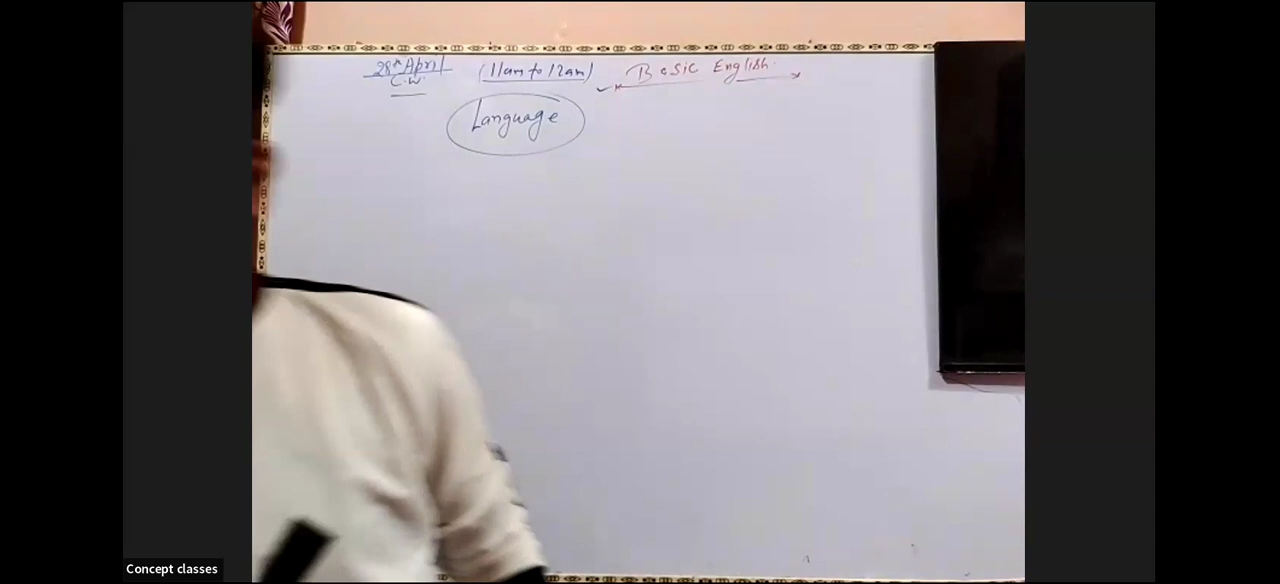 28th April (11am to 12am) Basic English.
C.W.
Language
Concept classes